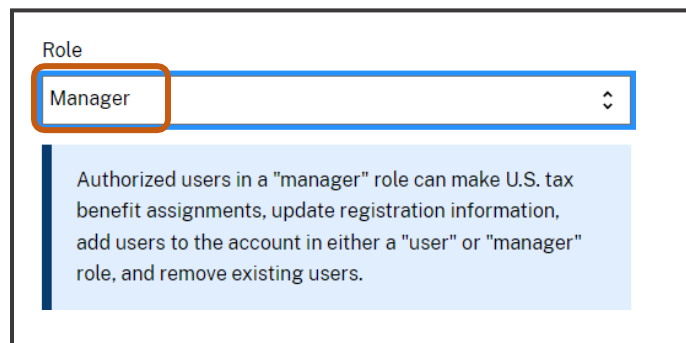 Role
Manager
Authorized users in a "manager" role can make U.S. tax
benefit assignments, update registration information,
add users to the account in either a "user" or "manager"
role, and remove existing users.